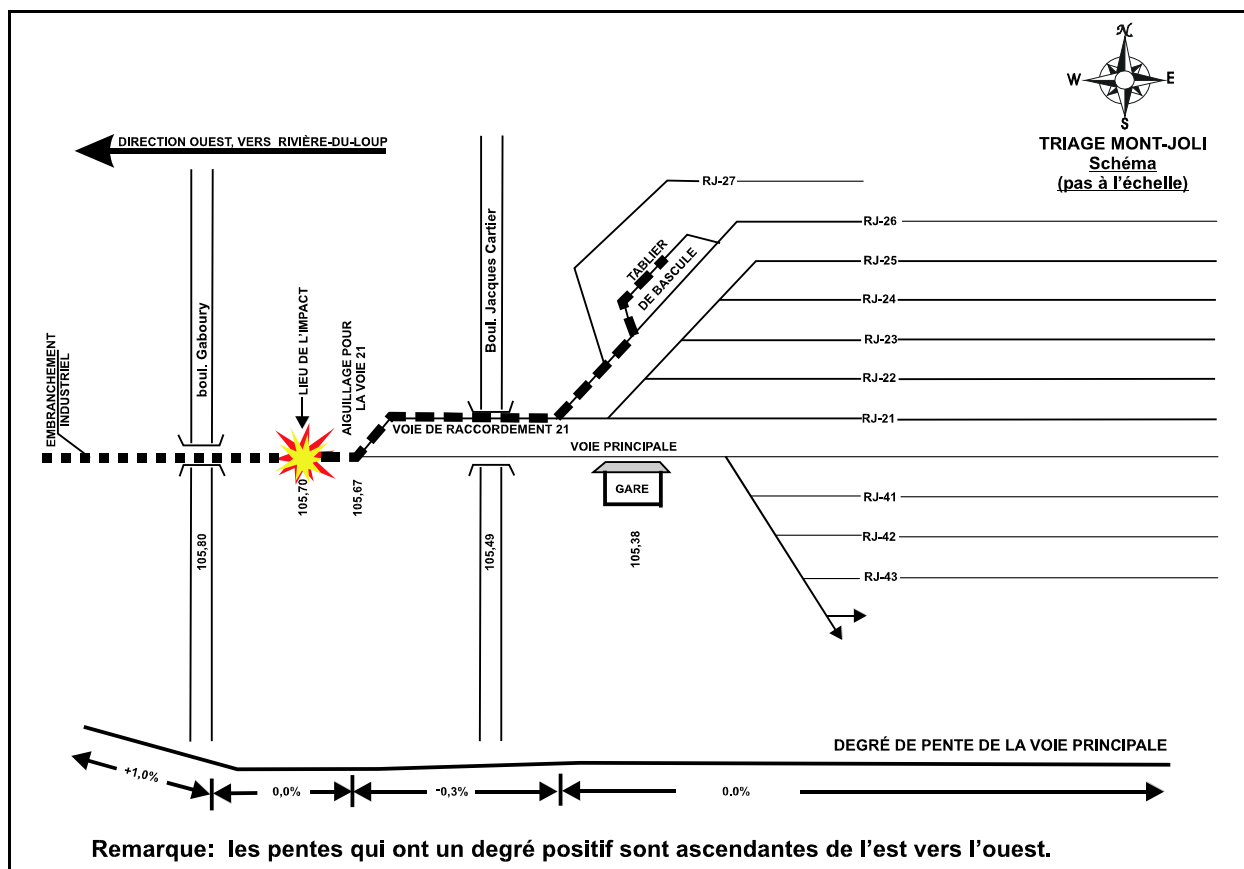 N
W
E
S
TRIAGE MONT-JOLI
Schéma
(pas à l'échelle)
DIRECTION OUEST, VERS RIVIÈRE-DU-LOUP
RJ-27
RJ-26
RJ-25
RJ-24
RJ-23
RJ-22
RJ-21
TABLIER
DE BASCULE
Boul. Jacques Cartier
boul. Gaboury
LIEU DE L'IMPACT
AIGUILLAGE POUR
LA VOIE 21
EMBRANCHEMENT
INDUSTRIEL
VOIE DE RACCORDEMENT 21
VOIE PRINCIPALE
GARE
RJ-41
RJ-42
RJ-43
105,80
105,70
105,67
105,49
105,38
DEGRÉ DE PENTE DE LA VOIE PRINCIPALE
+1,0%
0,0%
-0,3%
0.0%
Remarque: les pentes qui ont un degré positif sont ascendantes de l'est vers l'ouest.